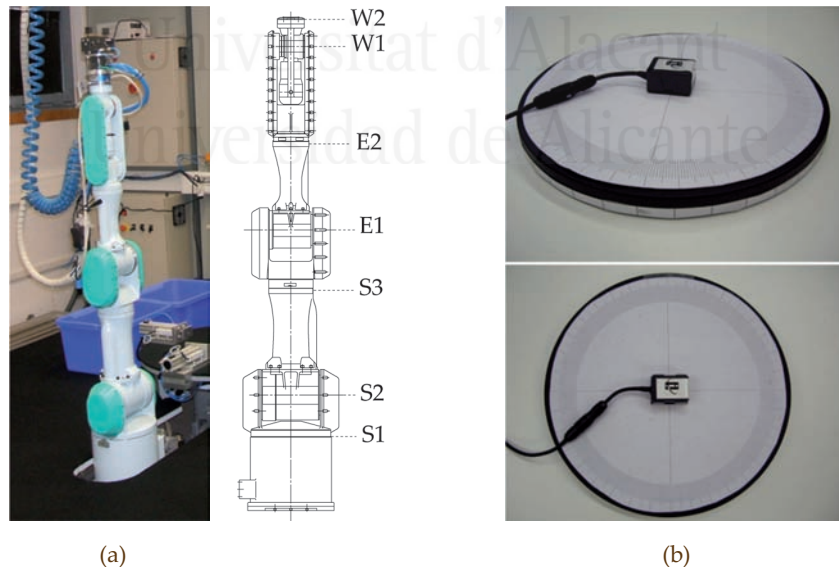 Universitat d'Alacant
Universidad de Alicante
W2
W1
E2
E1
S3
S2
S1
(a)
(b)